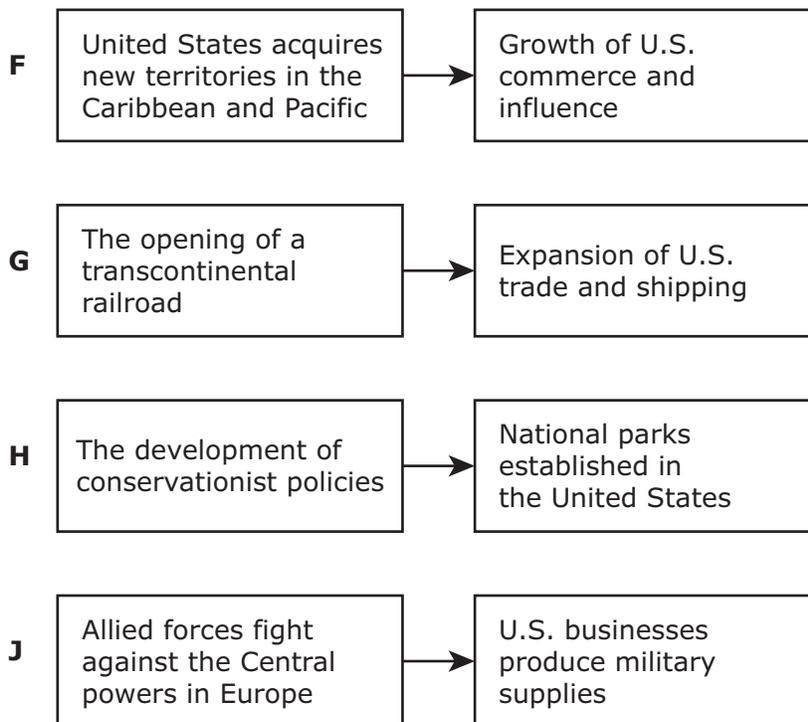 F
United States acquires
new territories in the
Caribbean and Pacific
Growth of U.S.
commerce and
influence
G
The opening of a
transcontinental
railroad
Expansion of U.S.
trade and shipping
H
The development of
conservationist policies
National parks
established in
the United States
J
Allied forces fight
against the Central
powers in Europe
U.S. businesses
produce military
supplies